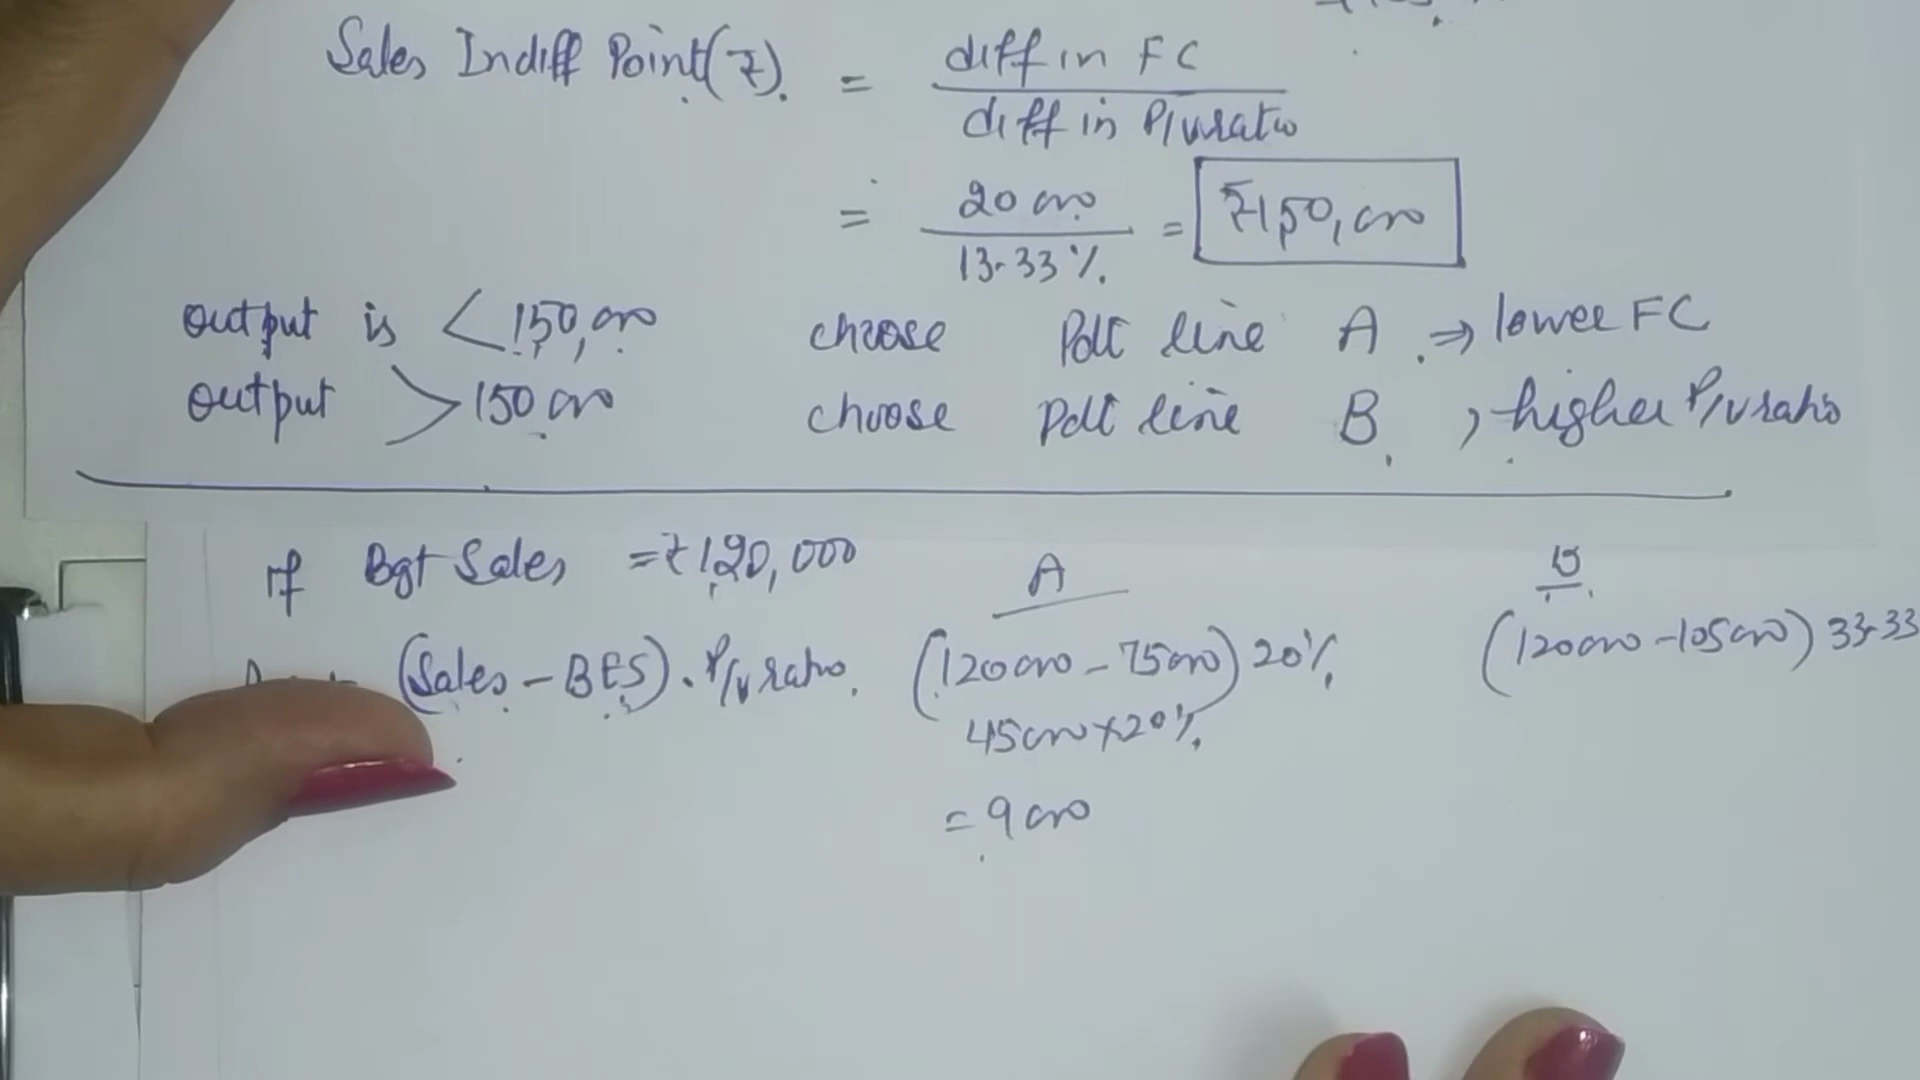 Sales Indiff Point(₹). = diff in FC
diff in P/V ratio
= 20 000 = ₹150,000
13.33%.
output is < 150,000 choose Pdt line A ⇒ lower FC
output > 150 000 choose Pdt line B , higher P/V ratio
If Bgt Sales = ₹120,000 A B
(Sales - BES). P/V ratio. (120000 - 75000) 20% (120000 - 105000) 33.33
45000 x 20%
= 9000